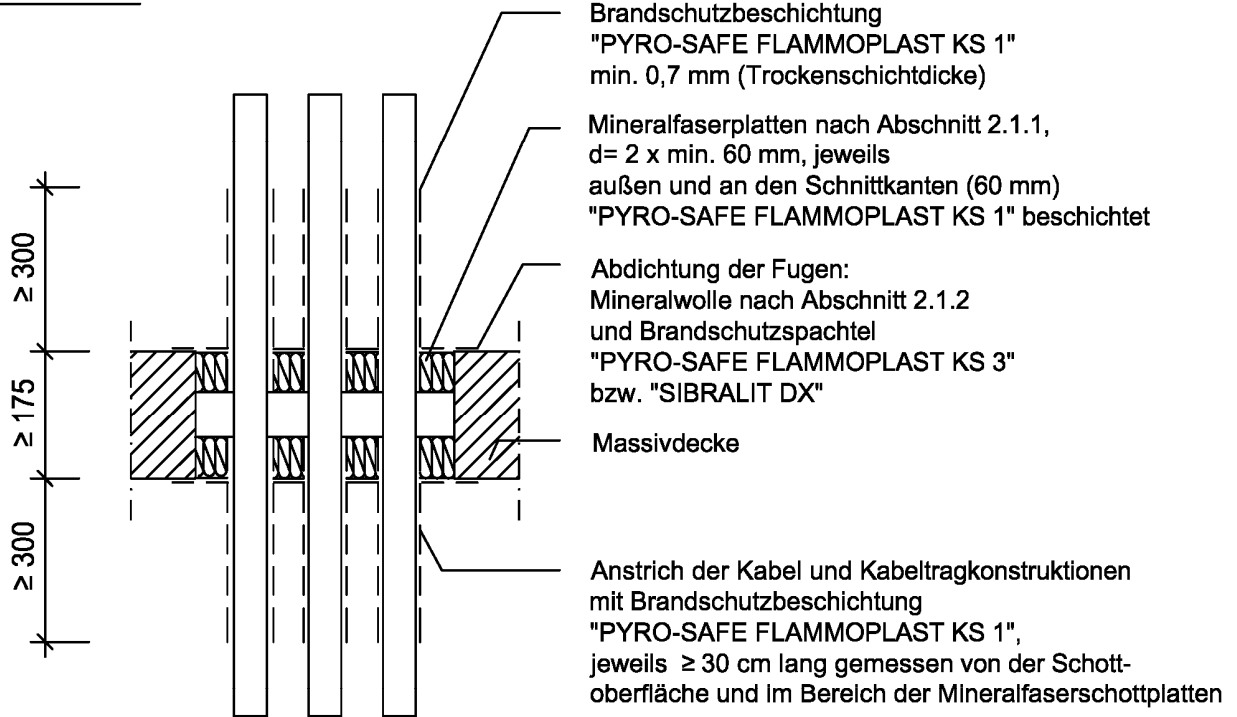 Brandschutzbeschichtung
"PYRO-SAFE FLAMMOPLAST KS 1"
min. 0,7 mm (Trockenschichtdicke)
Mineralfaserplatten nach Abschnitt 2.1.1,
d= 2 x min. 60 mm, jeweils
außen und an den Schnittkanten (60 mm)
"PYRO-SAFE FLAMMOPLAST KS 1" beschichtet
Abdichtung der Fugen:
Mineralwolle nach Abschnitt 2.1.2
und Brandschutzspachtel
"PYRO-SAFE FLAMMOPLAST KS 3"
bzw. "SIBRALIT DX"
Massivdecke
Anstrich der Kabel und Kabeltragkonstruktionen
mit Brandschutzbeschichtung
"PYRO-SAFE FLAMMOPLAST KS 1",
jeweils ≥ 30 cm lang gemessen von der Schott-
oberfläche und im Bereich der Mineralfaserschottplatten
≥ 300
≥ 175
≥ 300